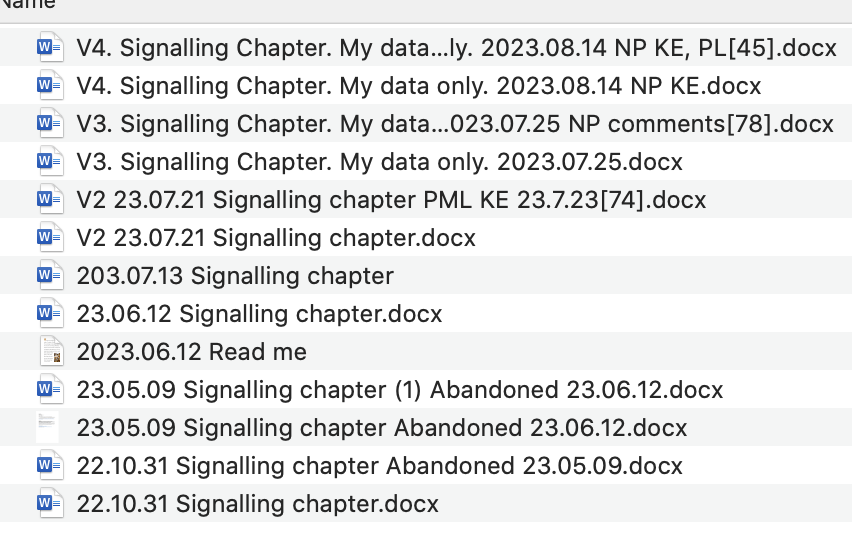 Name
V4. Signalling Chapter. My data...ly. 2023.08.14 NP KE, PL[45].docx
V4. Signalling Chapter. My data only. 2023.08.14 NP KE.docx
V3. Signalling Chapter. My data...023.07.25 NP comments[78].docx
V3. Signalling Chapter. My data only. 2023.07.25.docx
V2 23.07.21 Signalling chapter PML KE 23.7.23[74].docx
V2 23.07.21 Signalling chapter.docx
203.07.13 Signalling chapter
23.06.12 Signalling chapter.docx
2023.06.12 Read me
23.05.09 Signalling chapter (1) Abandoned 23.06.12.docx
23.05.09 Signalling chapter Abandoned 23.06.12.docx
22.10.31 Signalling chapter Abandoned 23.05.09.docx
22.10.31 Signalling chapter.docx